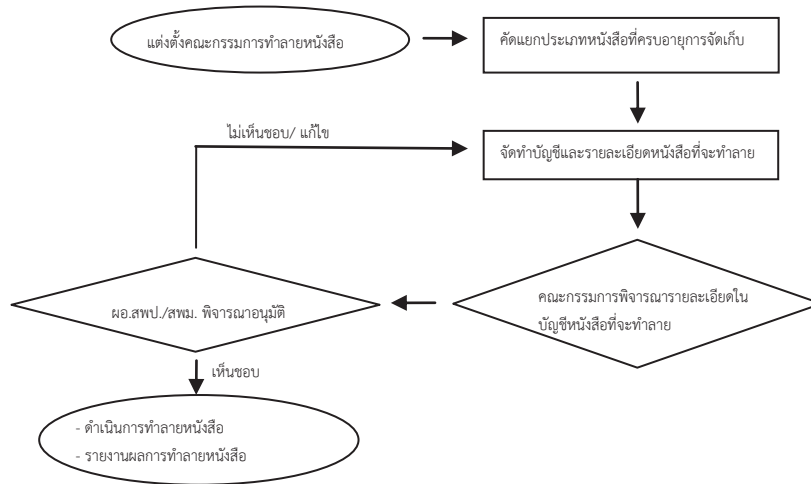 แต่งตั้งคณะกรรมการทำลายหนังสือ
คัดแยกประเภทหนังสือที่ครบอายุการจัดเก็บ
ไม่เห็นชอบ/ แก้ไข
จัดทำบัญชีและรายละเอียดหนังสือที่จะทำลาย
คณะกรรมการพิจารณารายละเอียดใน
บัญชีหนังสือที่จะทำลาย
ผอ.สพป./สพม. พิจารณาอนุมัติ
เห็นชอบ
- ดำเนินการทำลายหนังสือ
- รายงานผลการทำลายหนังสือ